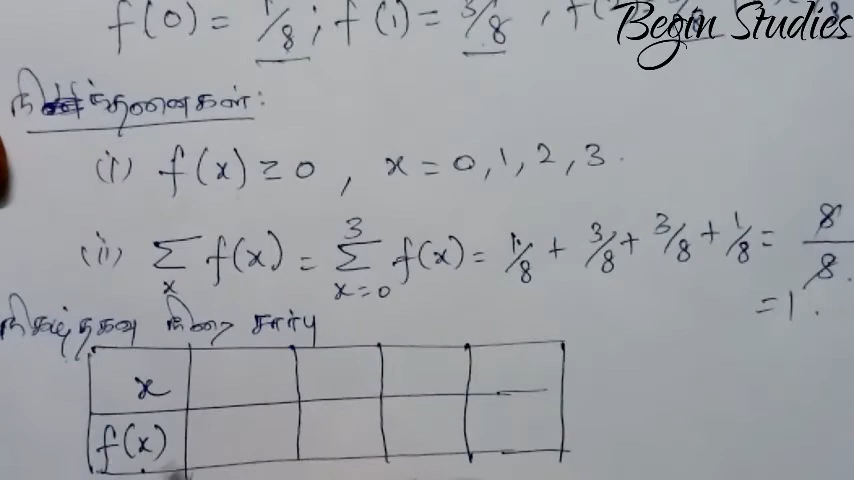 f(0) = 1/8 ; f(1) = 3/8 , f(
Begin Studies
நிபந்தனைகள்:
(i) f(x) ≥ 0 , x = 0, 1, 2, 3.
(ii) ∑x f(x) = ∑x=0^3 f(x) = 1/8 + 3/8 + 3/8 + 1/8 = 8/8
= 1 .
நிகழ்தகவு நிறை சார்பு
x
f(x)